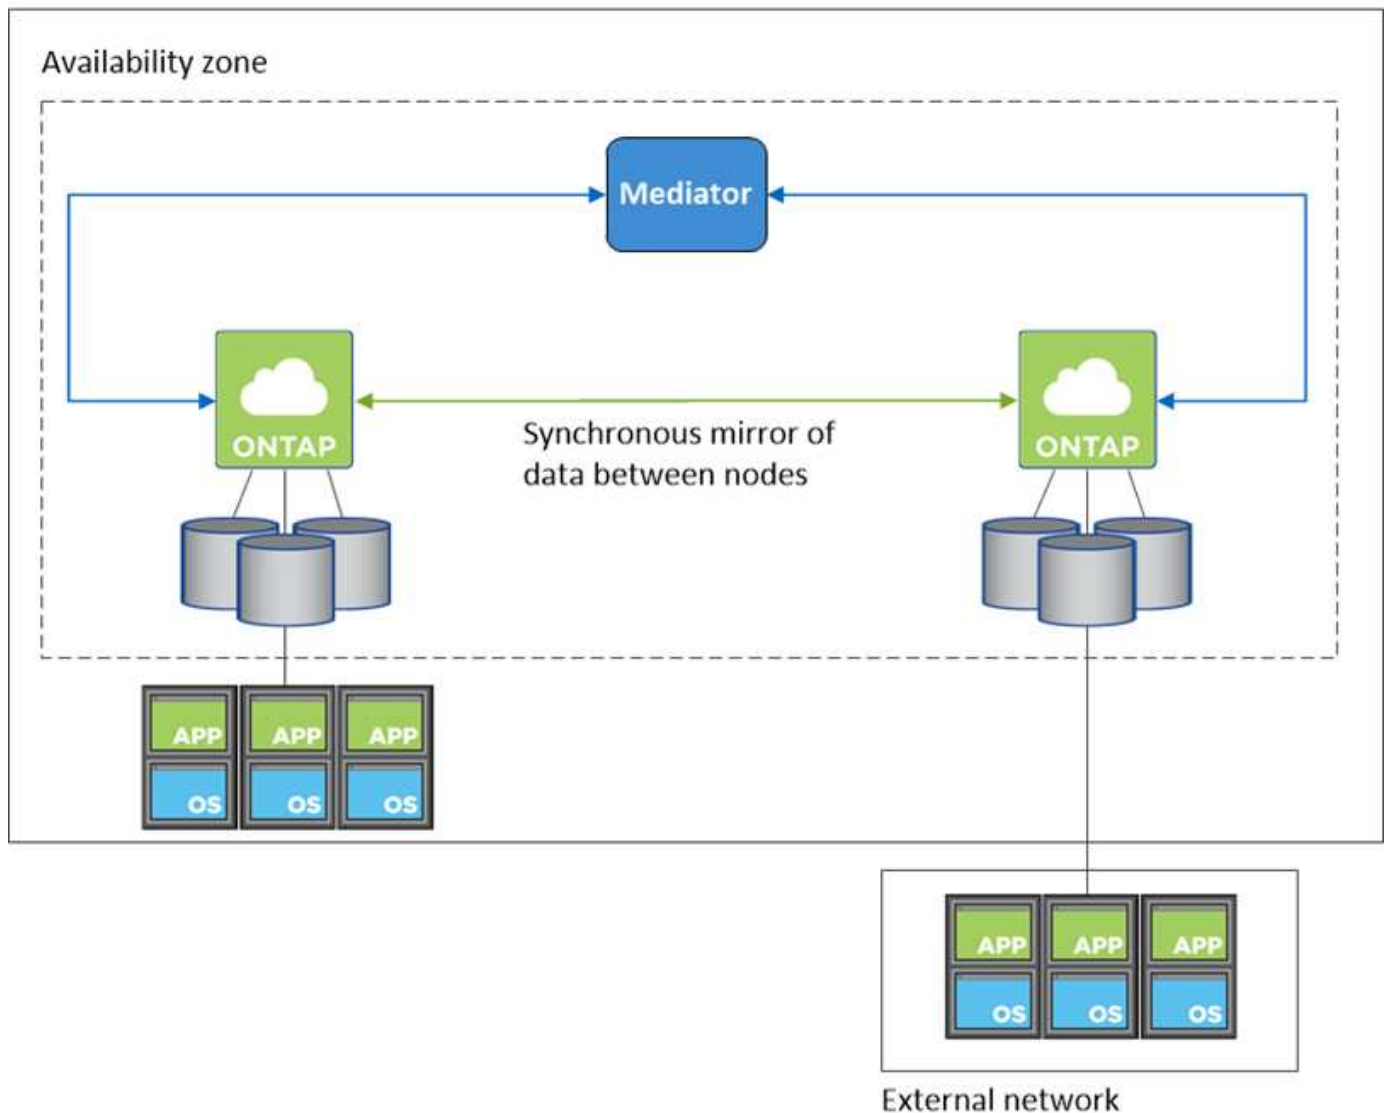 Availability zone
Mediator
ONTAP
ONTAP
Synchronous mirror of
data between nodes
APP
APP
APP
OS
OS
OS
APP
APP
APP
OS
OS
OS
External network